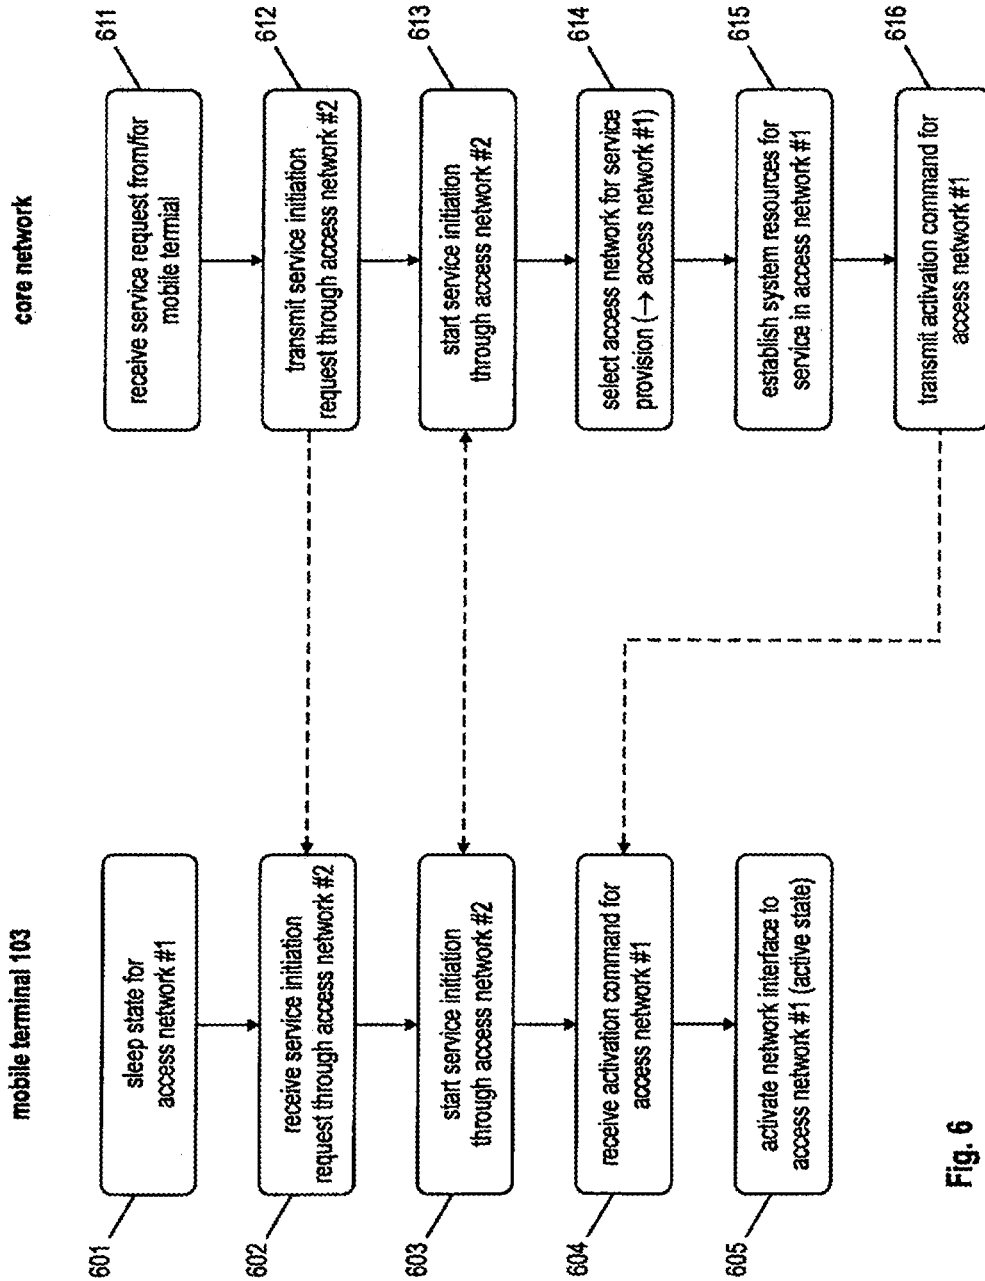 mobile terminal 103
core network
601
sleep state for
access network #1
602
receive service initiation
request through access network #2
603
start service initiation
through access network #2
604
receive activation command for
access network #1
605
activate network interface to
access network #1 (active state)
611
receive service request from/for
mobile termial
612
transmit service initiation
request through access network #2
613
start service initiation
through access network #2
614
select access network for service
provision (→ access network #1)
615
establish system resources for
service in access network #1
616
transmit activation command for
access network #1
Fig. 6